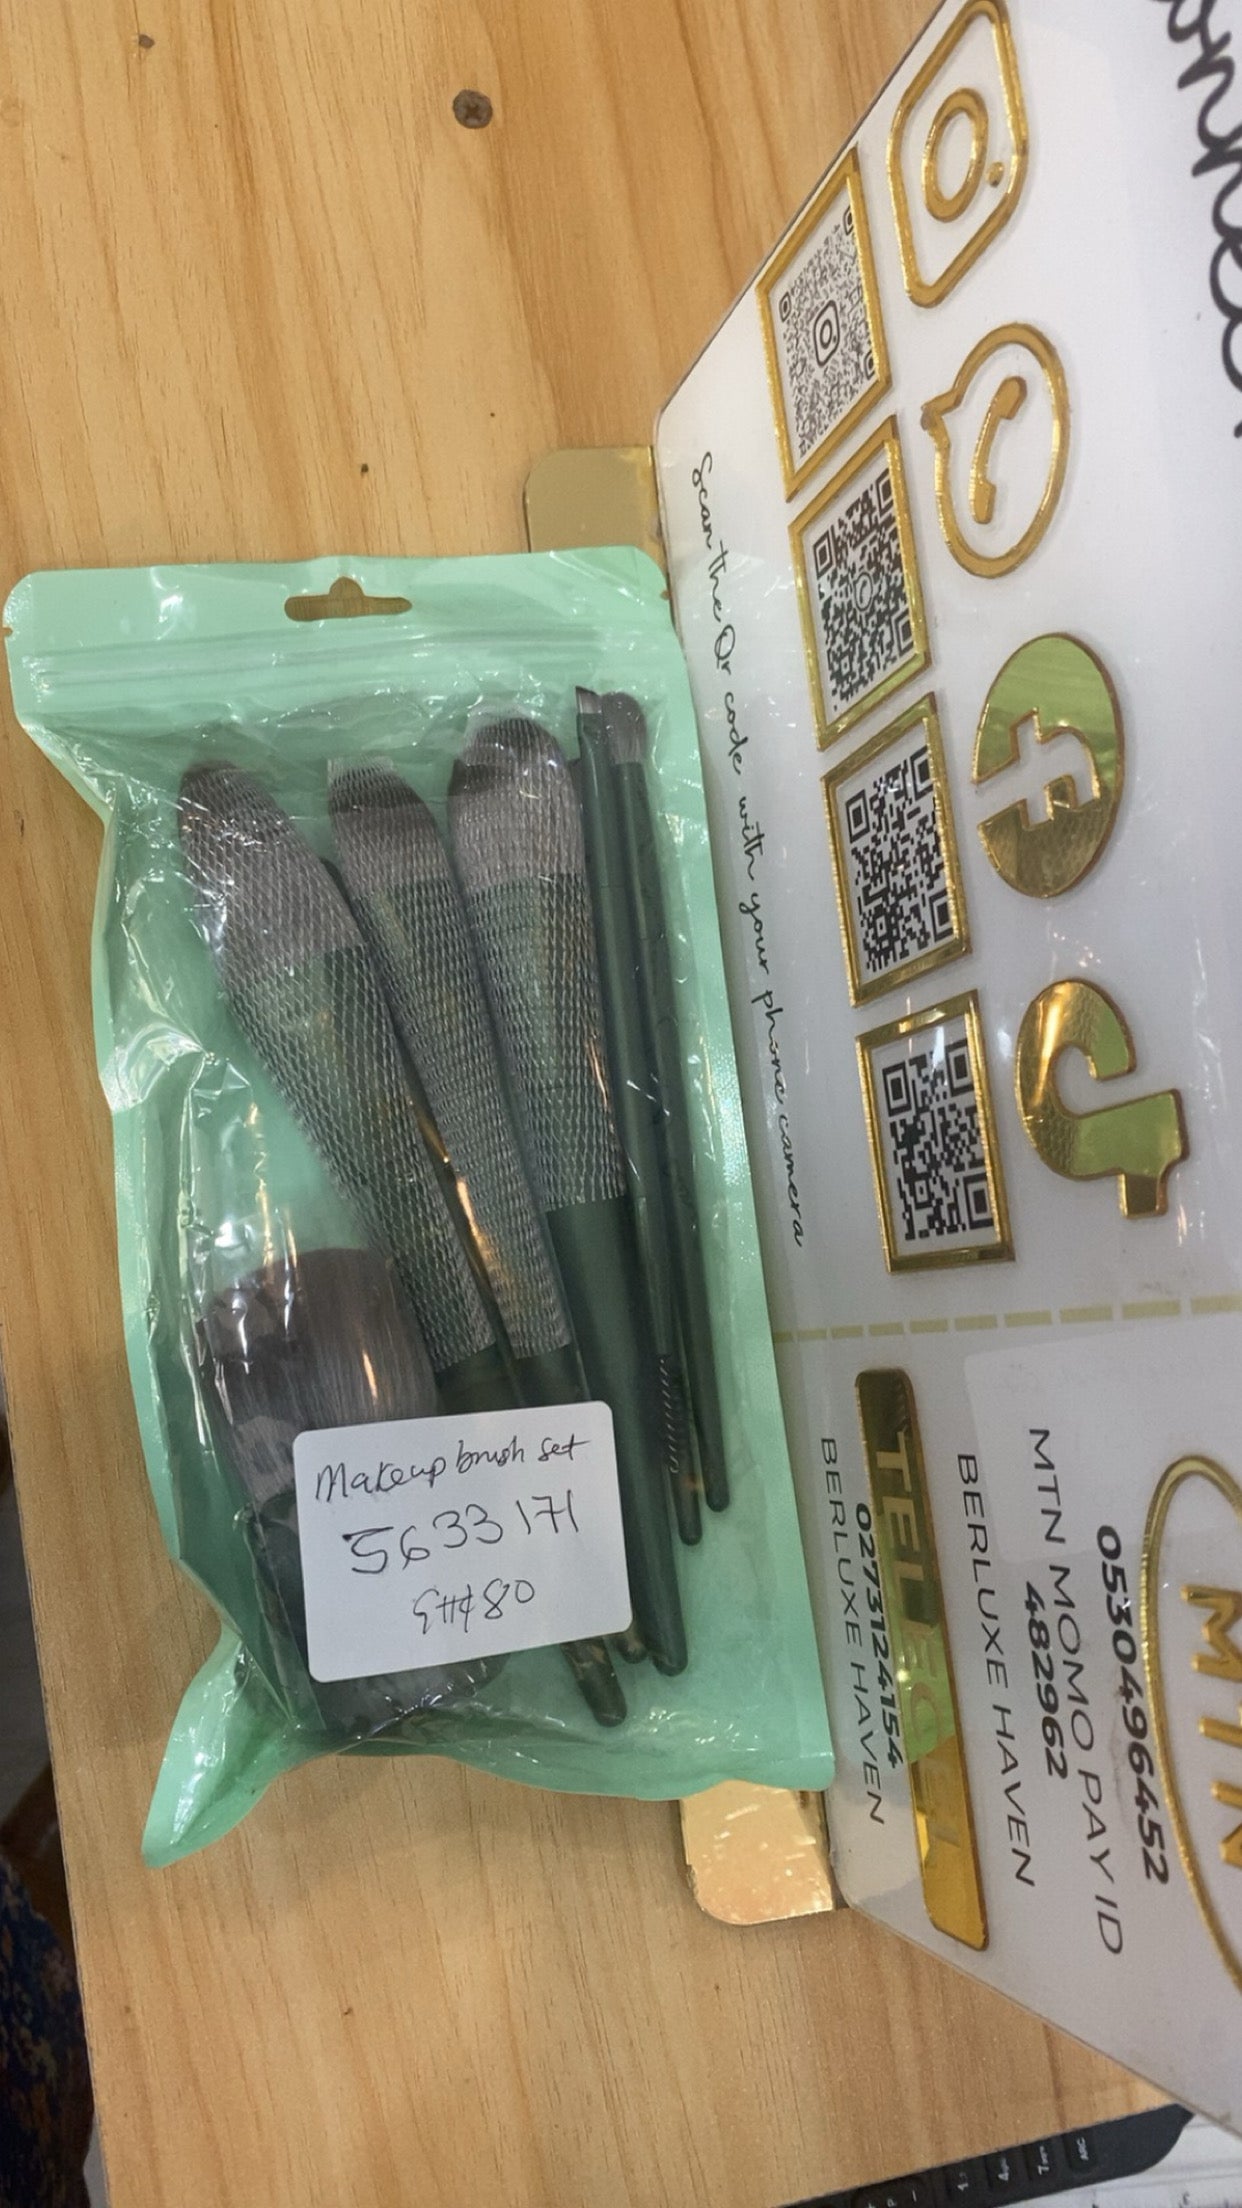 Makeup brush set
5633171
GH¢80
Scan the Qr code with your phone camera
MTN
0530496452
MTN MOMO PAY ID
482962
BERLUXE HAVEN
0273124154
BERLUXE HAVEN